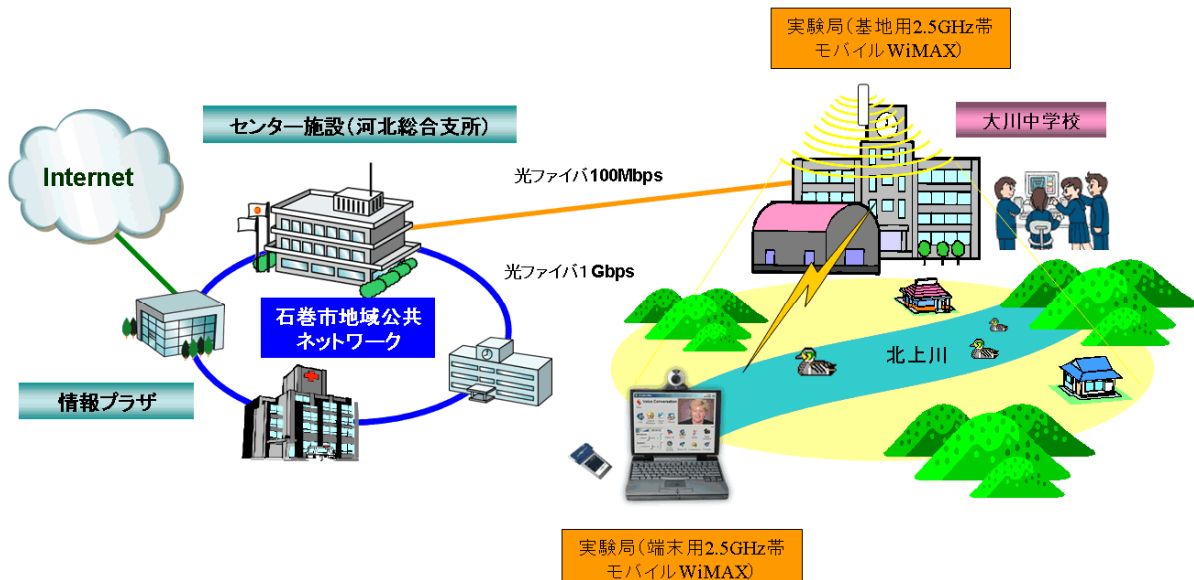 実験局(基地用2.5GHz帯
モバイルWiMAX)
センター施設(河北総合支所)
大川中学校
Internet
光ファイバ100Mbps
光ファイバ1Gbps
石巻市地域公共
ネットワーク
北上川
情報プラザ
実験局(端末用2.5GHz帯
モバイルWiMAX)